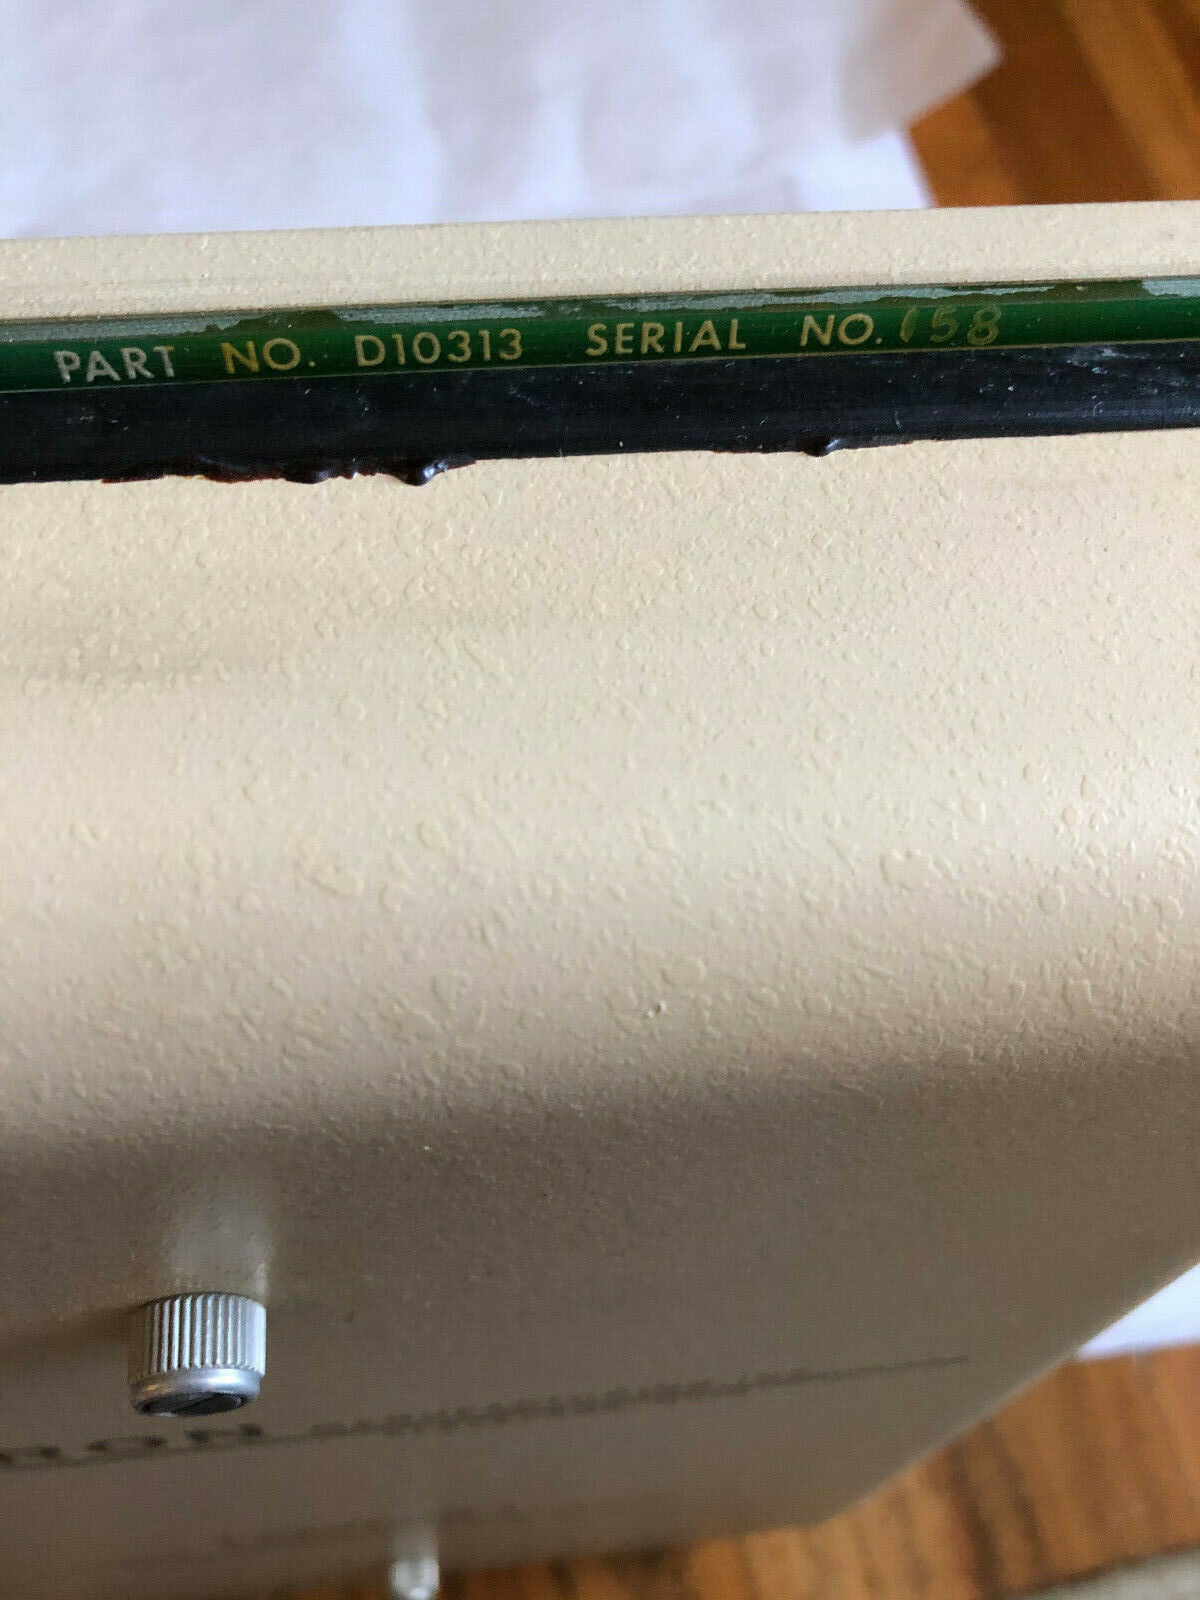 PART NO. D10313 SERIAL NO. 158